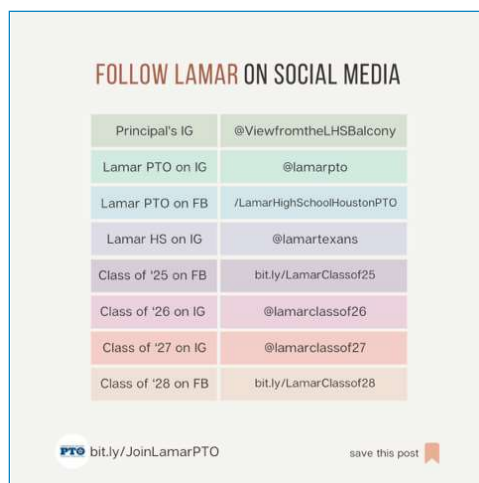 FOLLOW LAMAR ON SOCIAL MEDIA
Principal's IG @ViewfromtheLHSBalcony
Lamar PTO on IG @lamarpto
Lamar PTO on FB /LamarHighSchoolHoustonPTO
Lamar HS on IG @lamartexans
Class of '25 on FB bit.ly/LamarClassof25
Class of '26 on IG @lamarclassof26
Class of '27 on IG @lamarclassof27
Class of '28 on FB bit.ly/LamarClassof28
PTO bit.ly/JoinLamarPTO save this post